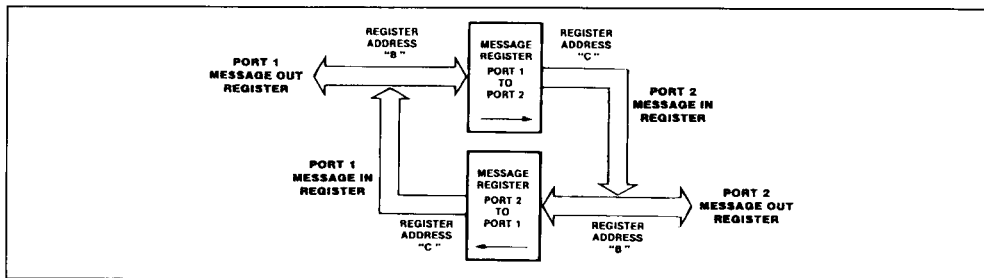 REGISTER
ADDRESS
"B"
PORT 1
MESSAGE OUT
REGISTER
MESSAGE
REGISTER
PORT 1
TO
PORT 2
REGISTER
ADDRESS
"C"
PORT 2
MESSAGE IN
REGISTER
PORT 1
MESSAGE IN
REGISTER
REGISTER
ADDRESS
"C"
MESSAGE
REGISTER
PORT 2
TO
PORT 1
REGISTER
ADDRESS
"B"
PORT 2
MESSAGE OUT
REGISTER